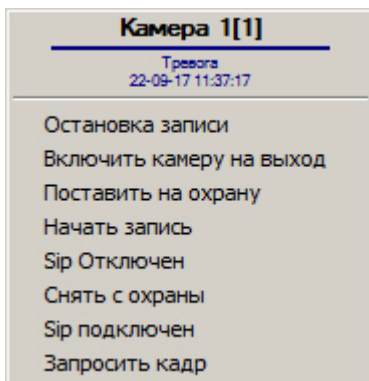 Камера 1[1]
Тревога
22-09-17 11:37:17
Остановка записи
Включить камеру на выход
Поставить на охрану
Начать запись
Sip Отключен
Снять с охраны
Sip подключен
Запросить кадр